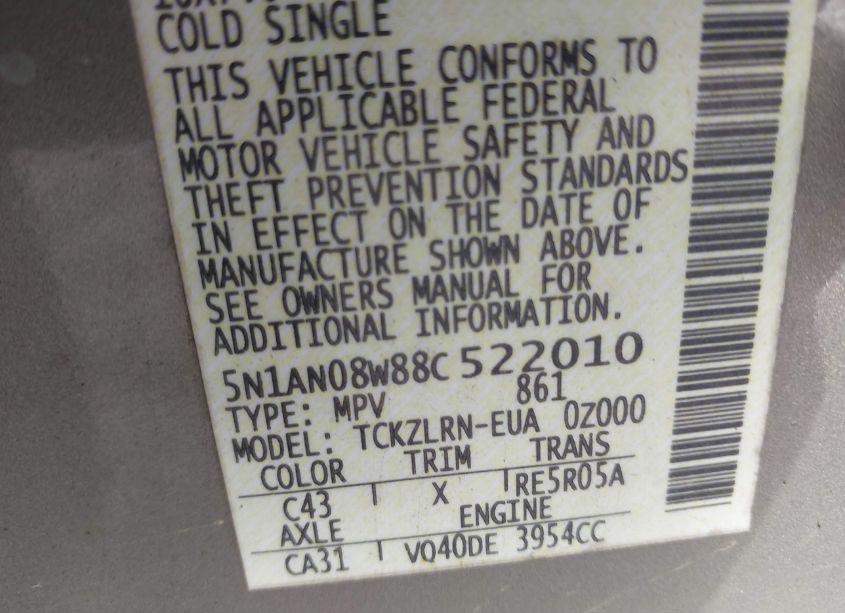 COLD SINGLE
THIS VEHICLE CONFORMS TO
ALL APPLICABLE FEDERAL
MOTOR VEHICLE SAFETY AND
THEFT PREVENTION STANDARDS
IN EFFECT ON THE DATE OF
MANUFACTURE SHOWN ABOVE.
SEE OWNERS MANUAL FOR
ADDITIONAL INFORMATION.
5N1AN08W88C522010
TYPE: MPV 861
MODEL: TCKZLRN-EUA 0Z000
COLOR TRIM TRANS
C43 X RE5R05A
AXLE ENGINE
CA31 VQ40DE 3954CC